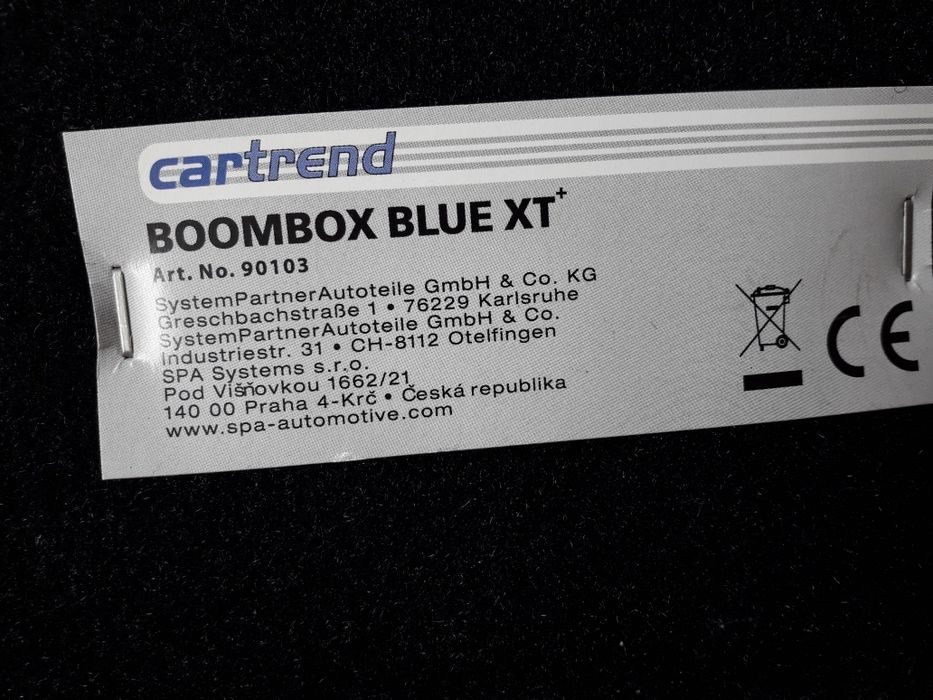 cartrend
BOOMBOX BLUE XT+
Art. No. 90103
SystemPartnerAutoteile GmbH & Co. KG
Greschbachstraße 1 • 76229 Karlsruhe
SystemPartnerAutoteile GmbH & Co.
Industriestr. 31 • CH-8112 Otelfingen
SPA Systems s.r.o.
Pod Višňovkou 1662/21
140 00 Praha 4-Krč • Česká republika
www.spa-automotive.com
CE